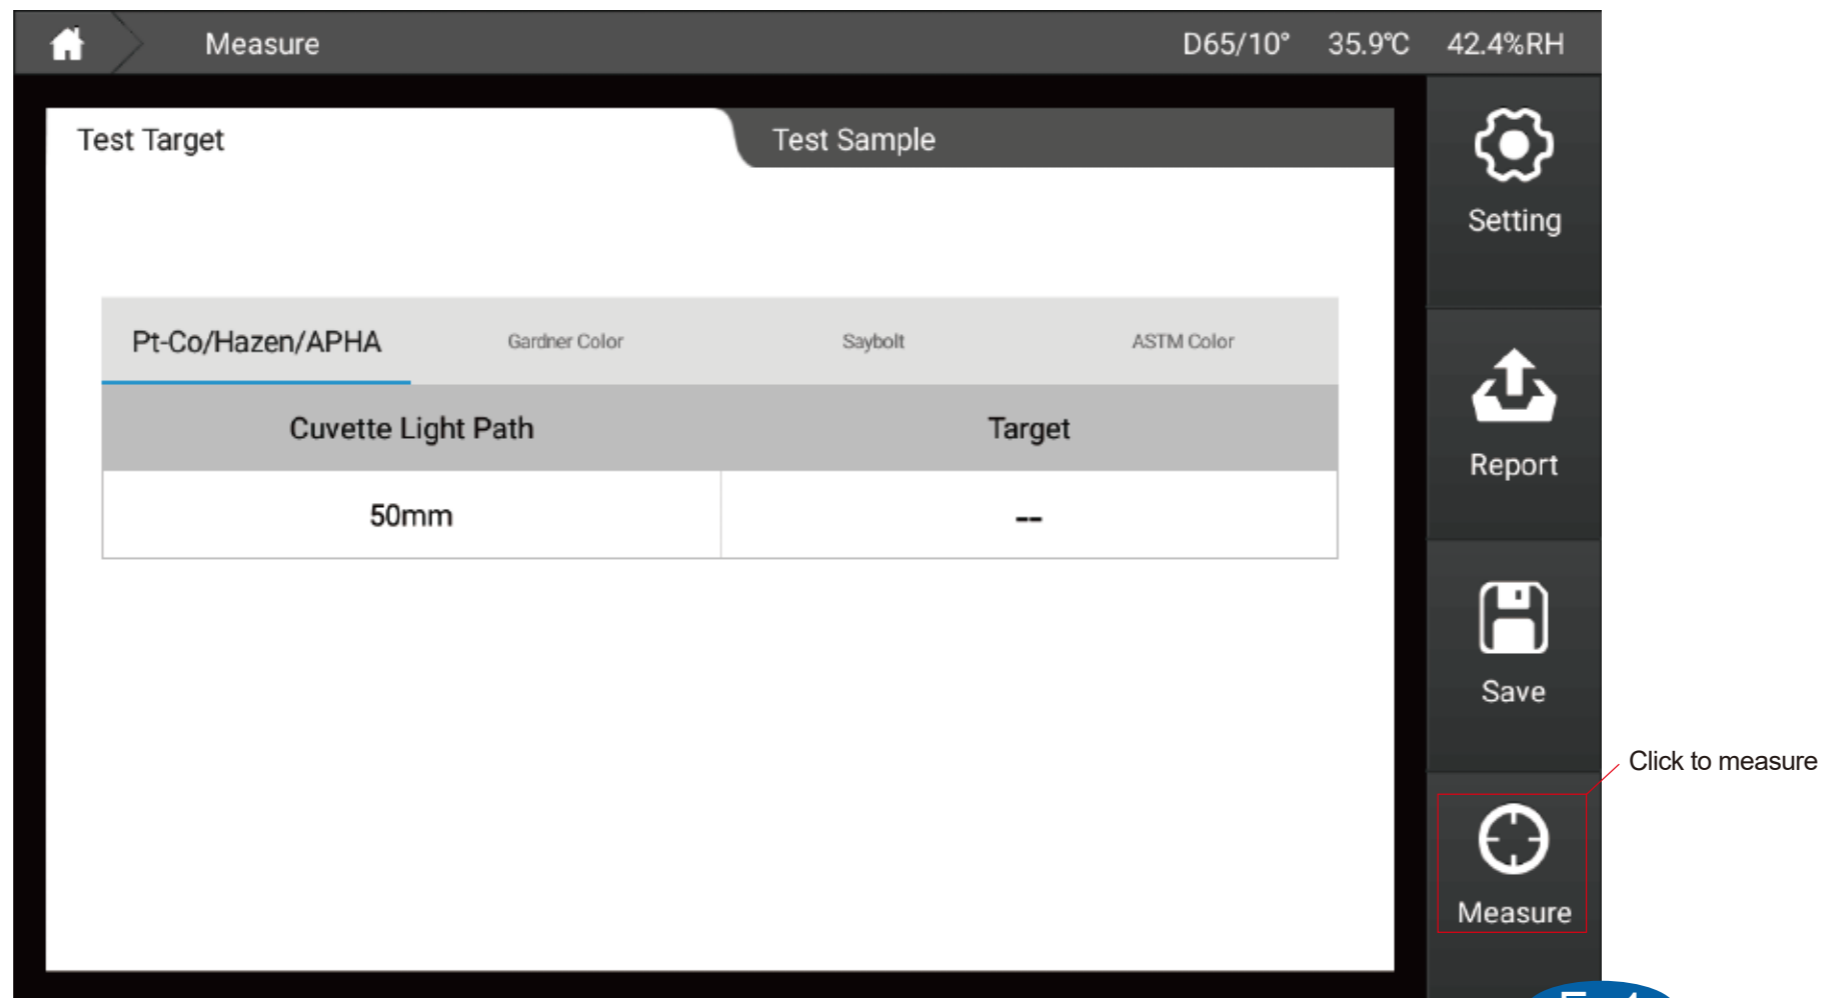 Measure D65/10° 35.9℃ 42.4%RH
Test Target Test Sample
Setting
Pt-Co/Hazen/APHA Gardner Color Saybolt ASTM Color
Cuvette Light Path Target
Report
50mm --
Save
Click to measure
Measure